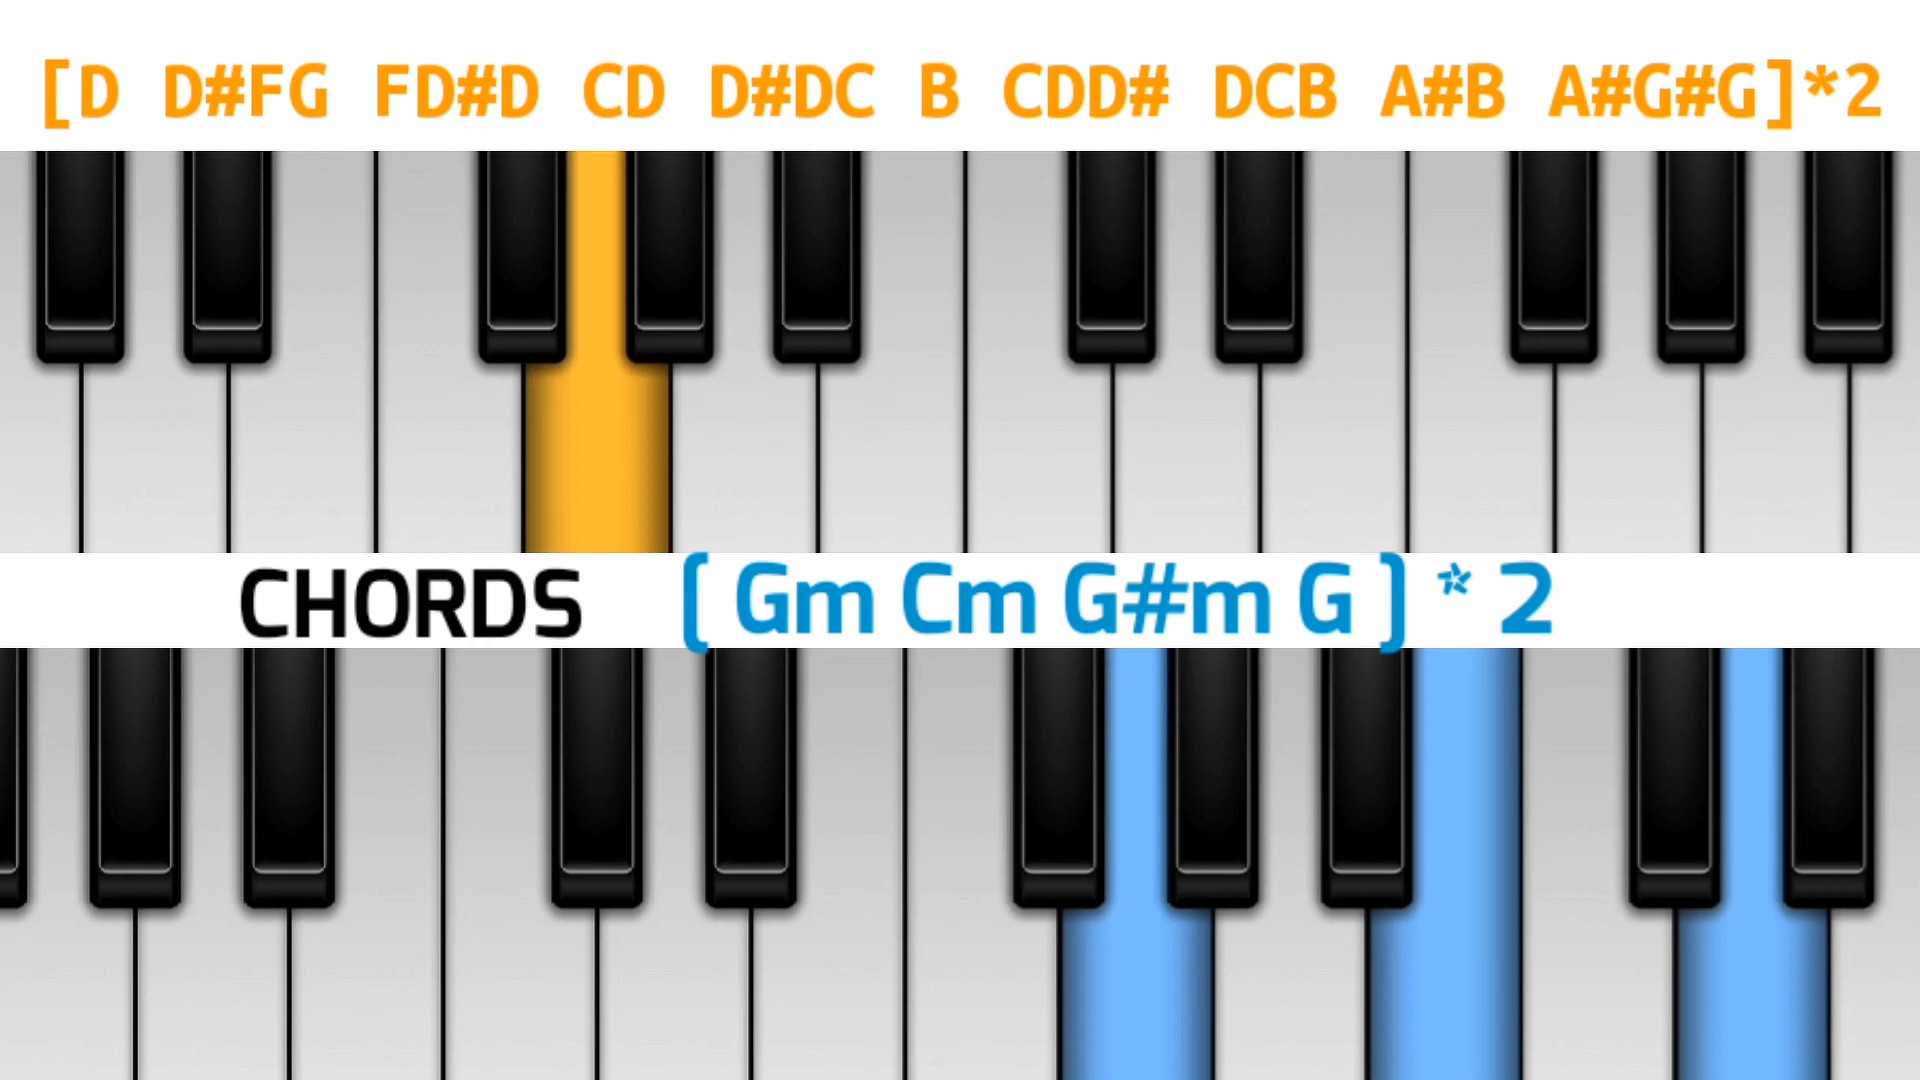 [D D#FG FD#D CD D#DC B CDD# DCB A#B A#G#G]*2
CHORDS [ Gm Cm G#m G ] * 2